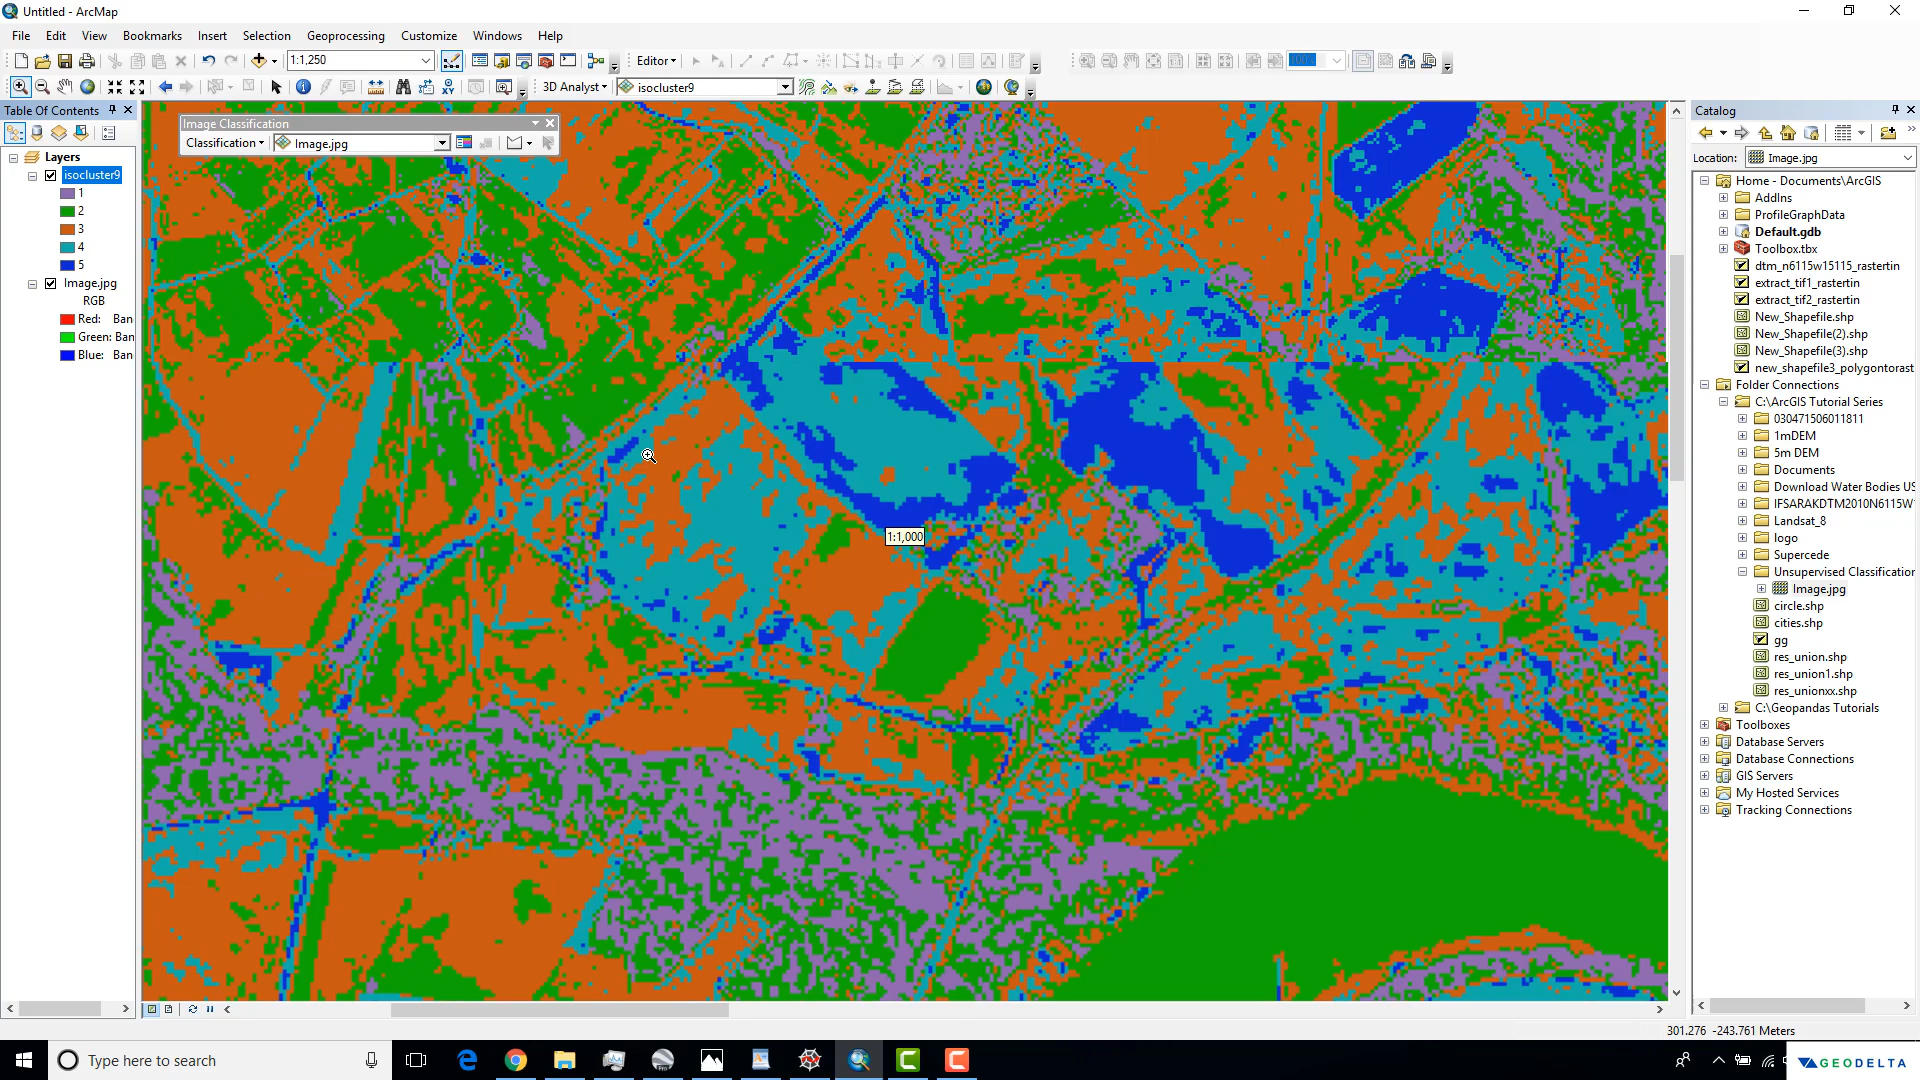 Untitled - ArcMap
File Edit View Bookmarks Insert Selection Geoprocessing Customize Windows Help
1:1,250
Editor
100%
3D Analyst
isocluster9
Table Of Contents
Image Classification
Classification
Image.jpg
Layers
isocluster9
1
2
3
4
5
Image.jpg
RGB
Red: Ban
Green: Ban
Blue: Ban
1:1,000
Catalog
Location: Image.jpg
Home - Documents\ArcGIS
AddIns
ProfileGraphData
Default.gdb
Toolbox.tbx
dtm_n6115w15115_rastertin
extract_tif1_rastertin
extract_tif2_rastertin
New_Shapefile.shp
New_Shapefile(2).shp
New_Shapefile(3).shp
new_shapefile3_polygontorast
Folder Connections
C:\ArcGIS Tutorial Series
030471506011811
1mDEM
5m DEM
Documents
Download Water Bodies US
IFSARAKDTM2010N6115W
Landsat_8
logo
Supercede
Unsupervised Classification
Image.jpg
circle.shp
cities.shp
gg
res_union.shp
res_union1.shp
res_unionxx.shp
C:\Geopandas Tutorials
Toolboxes
Database Servers
Database Connections
GIS Servers
My Hosted Services
Tracking Connections
301.276 -243.761 Meters
Type here to search
GEODELTA